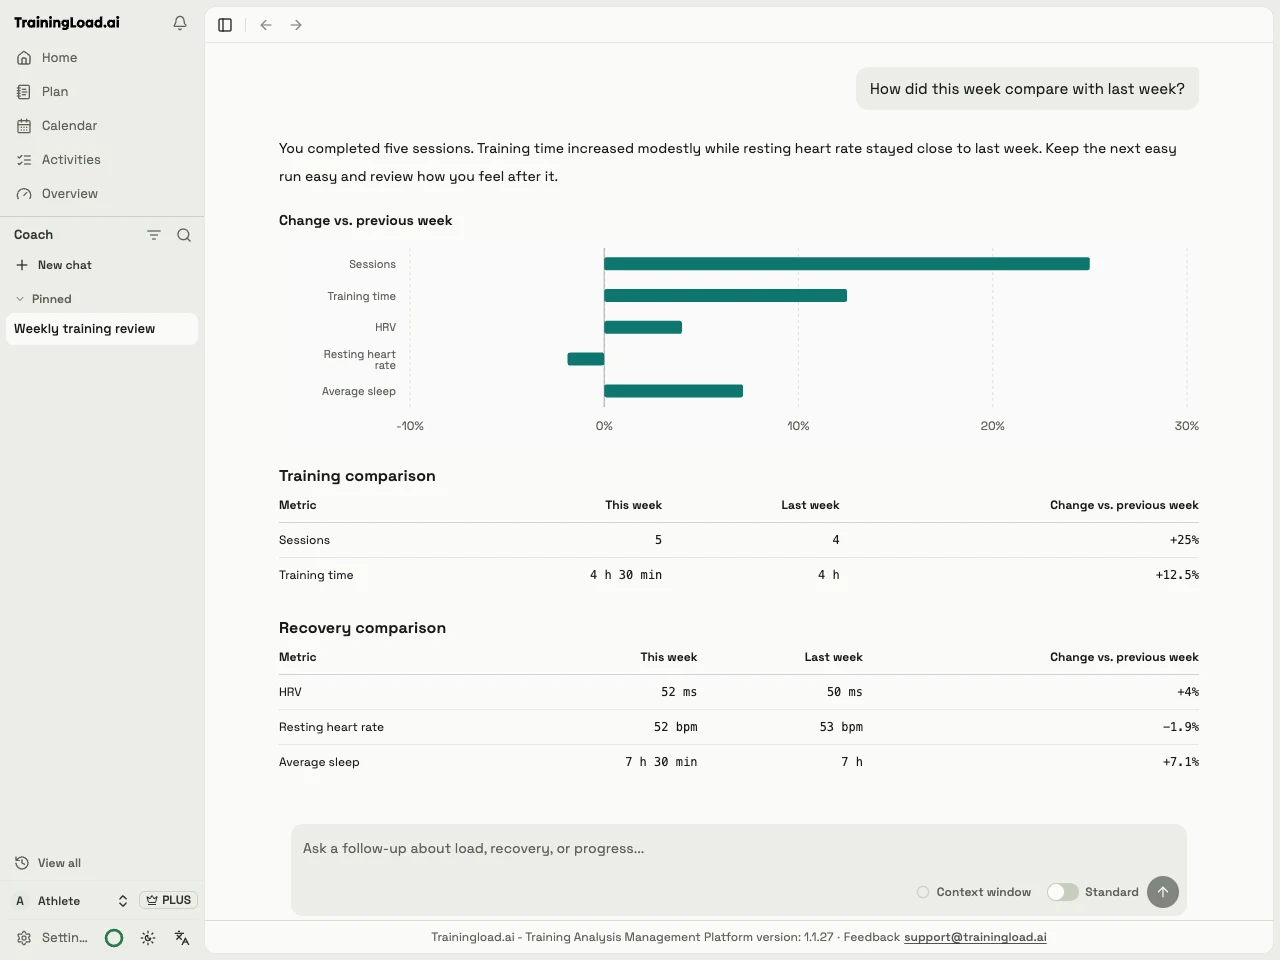 TrainingLoad.ai
Home
Plan
Calendar
Activities
Overview
Coach
New chat
Pinned
Weekly training review
View all
A Athlete PLUS
Settin...
How did this week compare with last week?
You completed five sessions. Training time increased modestly while resting heart rate stayed close to last week. Keep the next easy
run easy and review how you feel after it.
Change vs. previous week
Sessions
Training time
HRV
Resting heart
rate
Average sleep
-10% 0% 10% 20% 30%
Training comparison
Metric This week Last week Change vs. previous week
Sessions 5 4 +25%
Training time 4 h 30 min 4 h +12.5%
Recovery comparison
Metric This week Last week Change vs. previous week
HRV 52 ms 50 ms +4%
Resting heart rate 52 bpm 53 bpm −1.9%
Average sleep 7 h 30 min 7 h +7.1%
Ask a follow-up about load, recovery, or progress...
Context window Standard
Trainingload.ai - Training Analysis Management Platform version: 1.1.27 · Feedback support@trainingload.ai